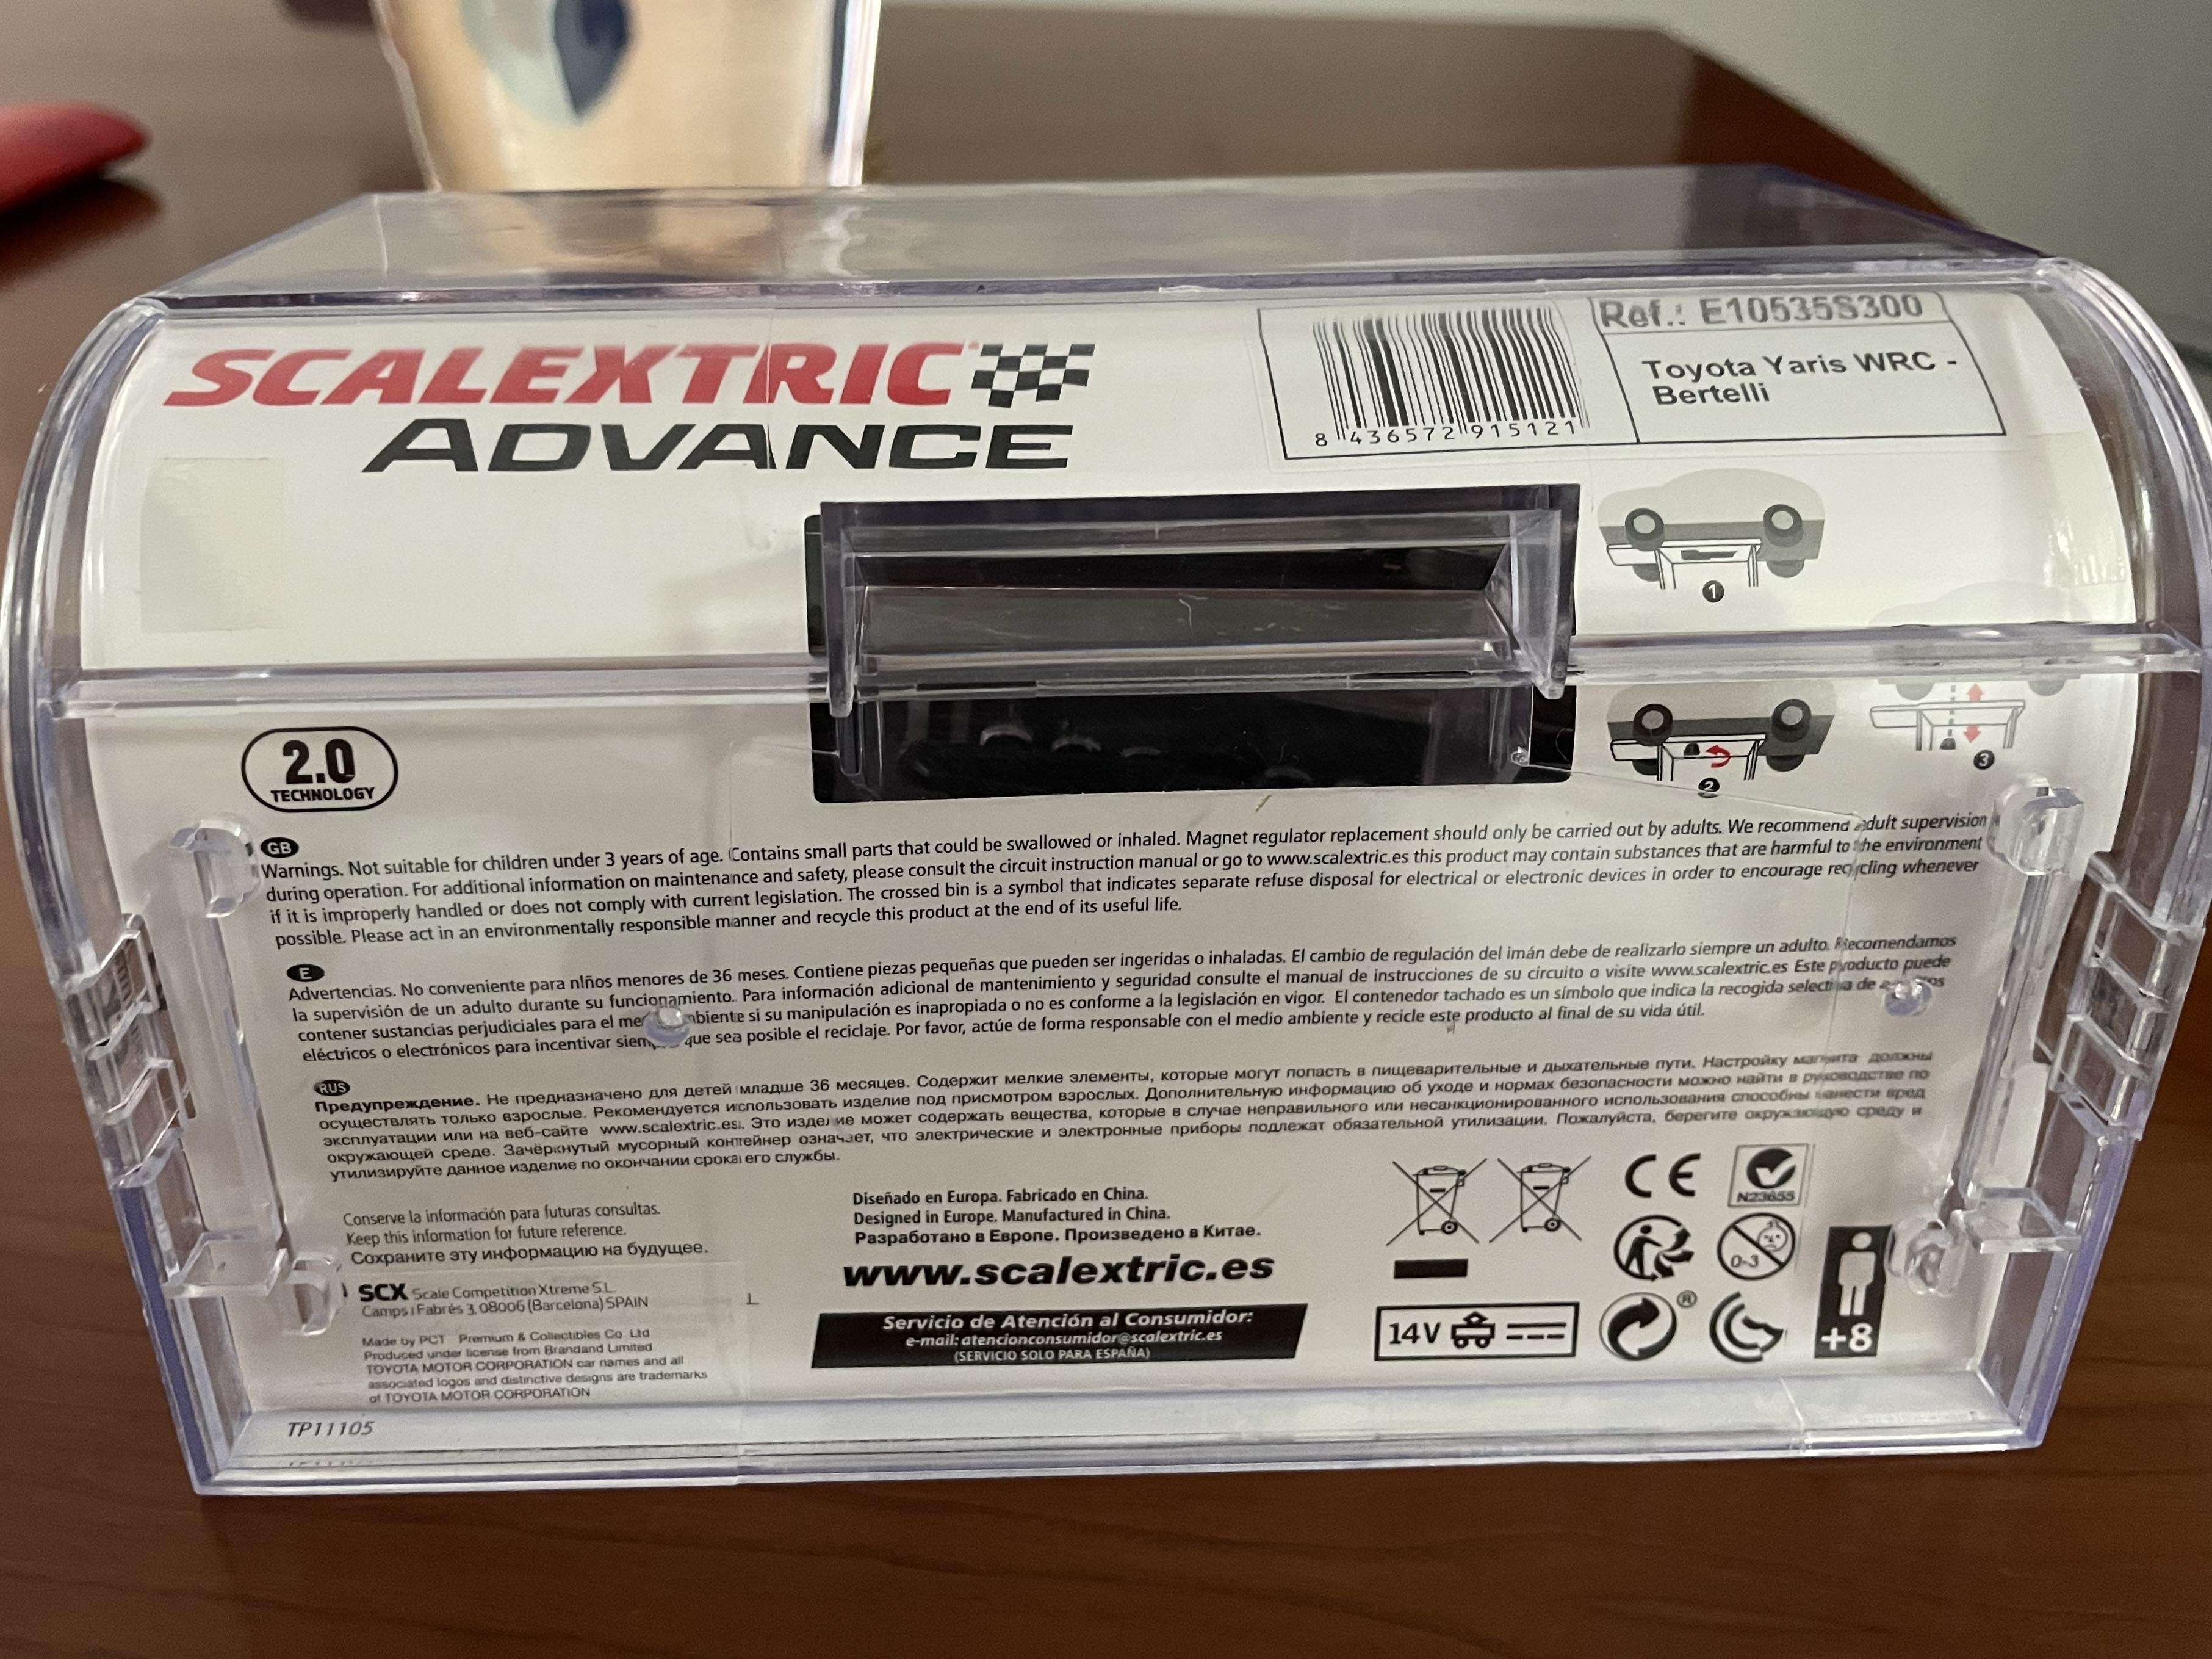 SCALEXTRIC
ADVANCE
Ref.: E10535S300
Toyota Yaris WRC -
Bertelli
8 436572 915121
1
2
3
2.0
TECHNOLOGY
GB
Warnings. Not suitable for children under 3 years of age. Contains small parts that could be swallowed or inhaled. Magnet regulator replacement should only be carried out by adults. We recommend adult supervision
during operation. For additional information on maintenance and safety, please consult the circuit instruction manual or go to www.scalextric.es this product may contain substances that are harmful to the environment
if it is improperly handled or does not comply with current legislation. The crossed bin is a symbol that indicates separate refuse disposal for electrical or electronic devices in order to encourage recycling whenever
possible. Please act in an environmentally responsible manner and recycle this product at the end of its useful life.
E
Advertencias. No conveniente para nIños menores de 36 meses. Contiene piezas pequeñas que pueden ser ingeridas o inhaladas. El cambio de regulación del imán debe de realizarlo siempre un adulto. Recomendamos
la supervisión de un adulto durante su funcionamiento. Para información adicional de mantenimiento y seguridad consulte el manual de instrucciones de su circuito o visite www.scalextric.es Este producto puede
contener sustancias perjudiciales para el si su manipulación es inapropiada o no es conforme a la legislación en vigor. El contenedor tachado es un símbolo que indica la recogida selectiva de
eléctricos o electrónicos para incentivar que sea posible el reciclaje. Por favor, actúe de forma responsable con el medio ambiente y recicle este producto al final de su vida útil.
RUS
Предупреждение. Не предназначено для детей младше 36 месяцев. Содержит мелкие элементы, которые могут попасть в пищеварительные и дыхательные пути. Настройку магнита должны
осуществлять только взрослые. Рекомендуется использовать изделие под присмотром взрослых. Дополнительную информацию об уходе и нормах безопасности можно найти в руководстве по
эксплуатации или на веб-сайте www.scalextric.es. Это изделие может содержать вещества, которые в случае неправильного или несанкционированного использования способны нанести вред
окружающей среде. Зачёркнутый мусорный контейнер означает, что электрические и электронные приборы подлежат обязательной утилизации. Пожалуйста, берегите окружающую среду и
утилизируйте данное изделие по окончании срока его службы.
Conserve la información para futuras consultas.
Keep this information for future reference.
Сохраните эту информацию на будущее.
SCX Scale Competition Xtreme S.L.
Camps i Fabrés 3, 08006 (Barcelona) SPAIN
Made by PCT Premium & Collectibles Co. Ltd
Produced under license from Brandand Limited.
TOYOTA MOTOR CORPORATION car names and all
associated logos and distinctive designs are trademarks
of TOYOTA MOTOR CORPORATION
TP11105
Diseñado en Europa. Fabricado en China.
Designed in Europe. Manufactured in China.
Разработано в Европе. Произведено в Китае.
www.scalextric.es
Servicio de Atención al Consumidor:
e-mail: atencionconsumidor@scalextric.es
(SERVICIO SOLO PARA ESPAÑA)
CE
N23655
0-3
14V
®
+8